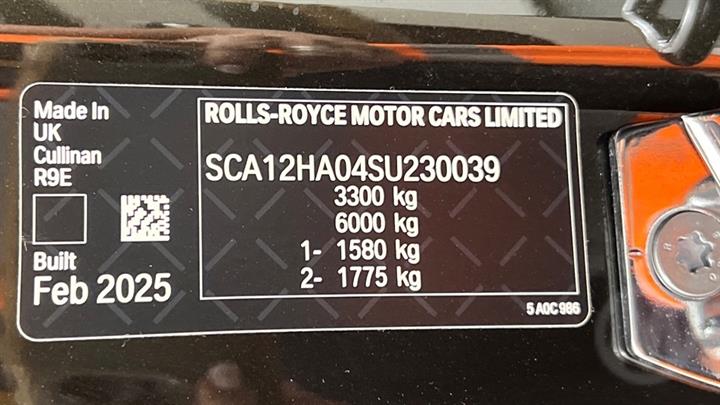 Made In
UK
Cullinan
R9E
Built
Feb 2025
ROLLS-ROYCE MOTOR CARS LIMITED
SCA12HA04SU230039
3300 kg
6000 kg
1- 1580 kg
2- 1775 kg
5 A0C 986